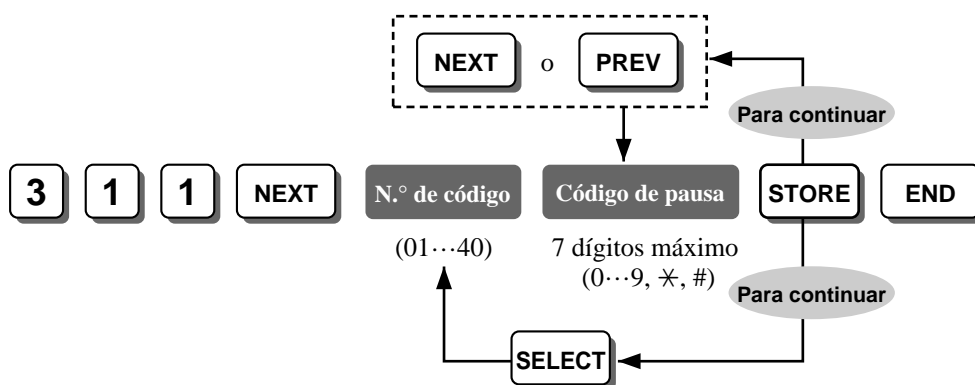 NEXT o PREV
Para continuar
3 1 1 NEXT N.° de código Código de pausa STORE END
(01···40) 7 dígitos máximo
(0···9, ✳, #)
Para continuar
SELECT